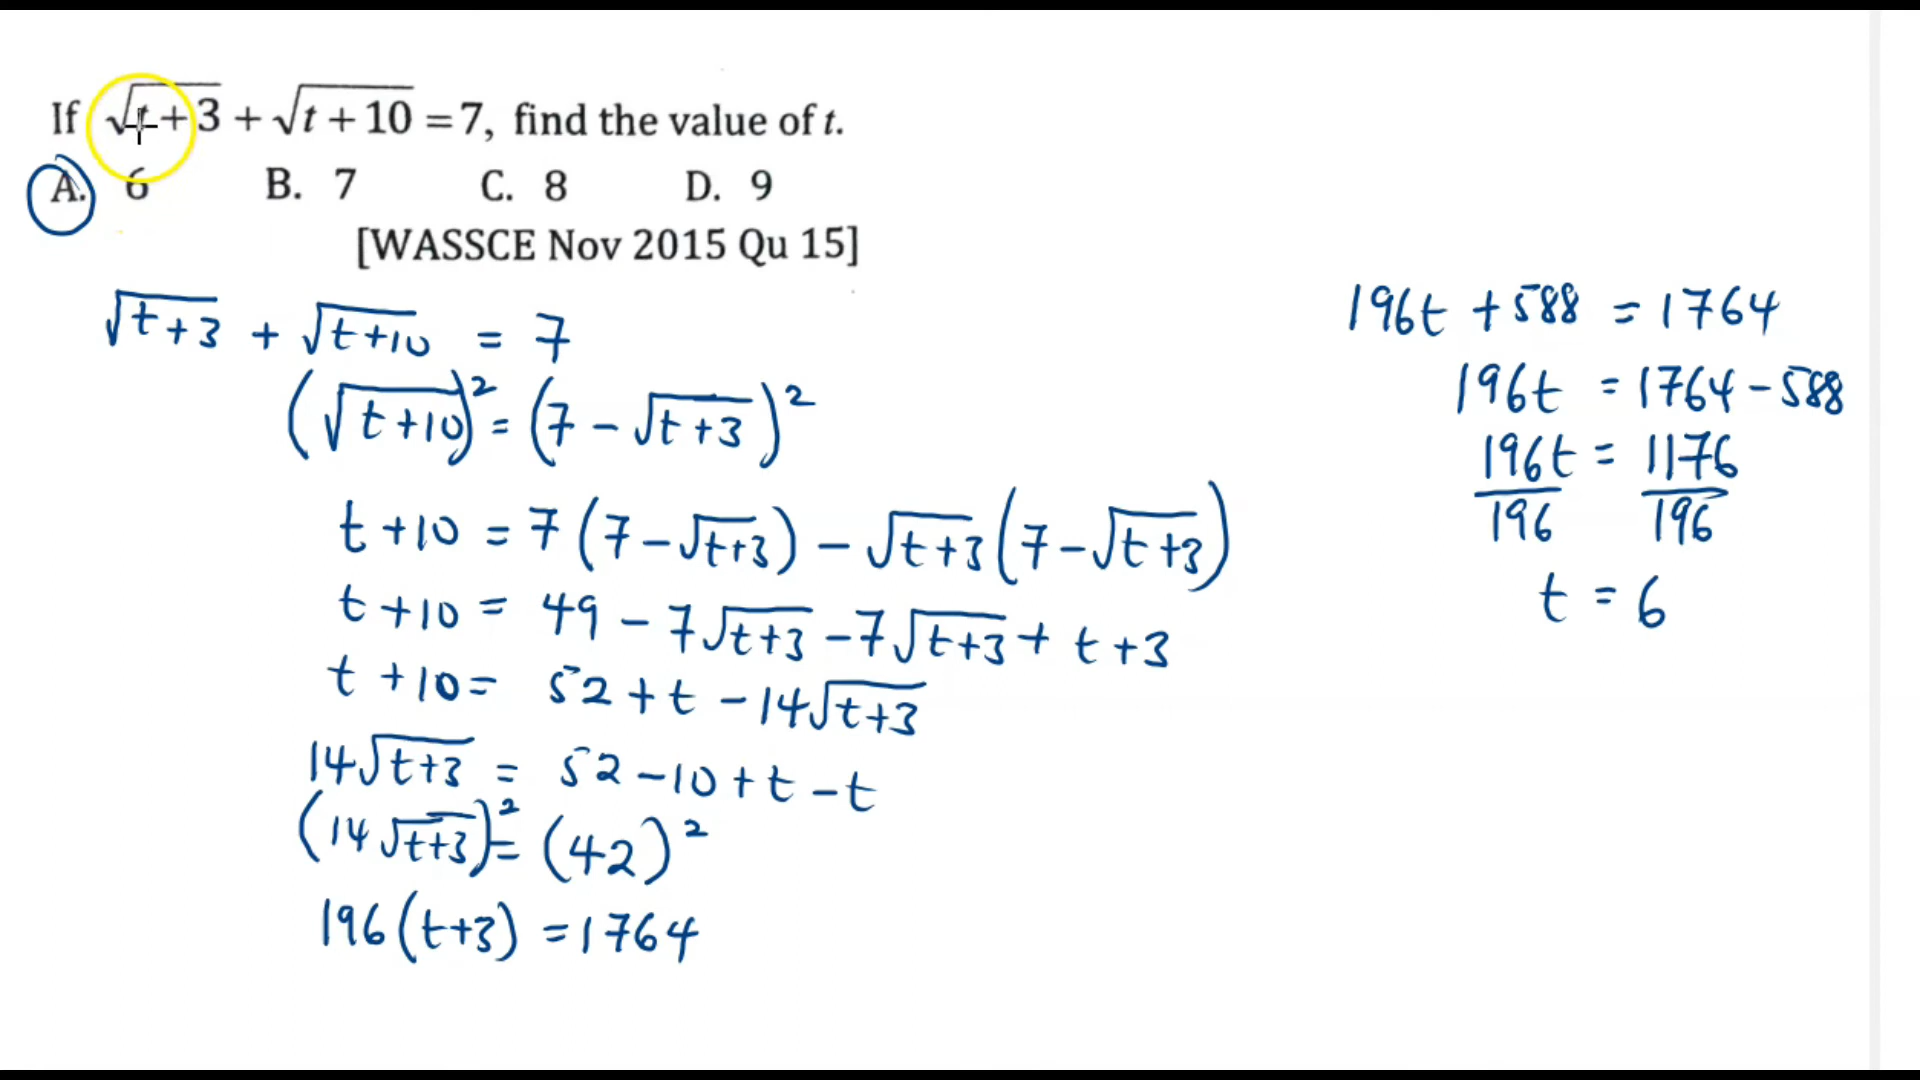 If √(t+3) + √(t+10) = 7, find the value of t.
A. 6 B. 7 C. 8 D. 9
[WASSCE Nov 2015 Qu 15]
√(t+3) + √(t+10) = 7
(√(t+10))² = (7 − √(t+3))²
t + 10 = 7(7 − √(t+3)) − √(t+3)(7 − √(t+3))
t + 10 = 49 − 7√(t+3) − 7√(t+3) + t + 3
t + 10 = 52 + t − 14√(t+3)
14√(t+3) = 52 − 10 + t − t
(14√(t+3))² = (42)²
196(t+3) = 1764
196t + 588 = 1764
196t = 1764 − 588
196t = 1176
196 196
t = 6